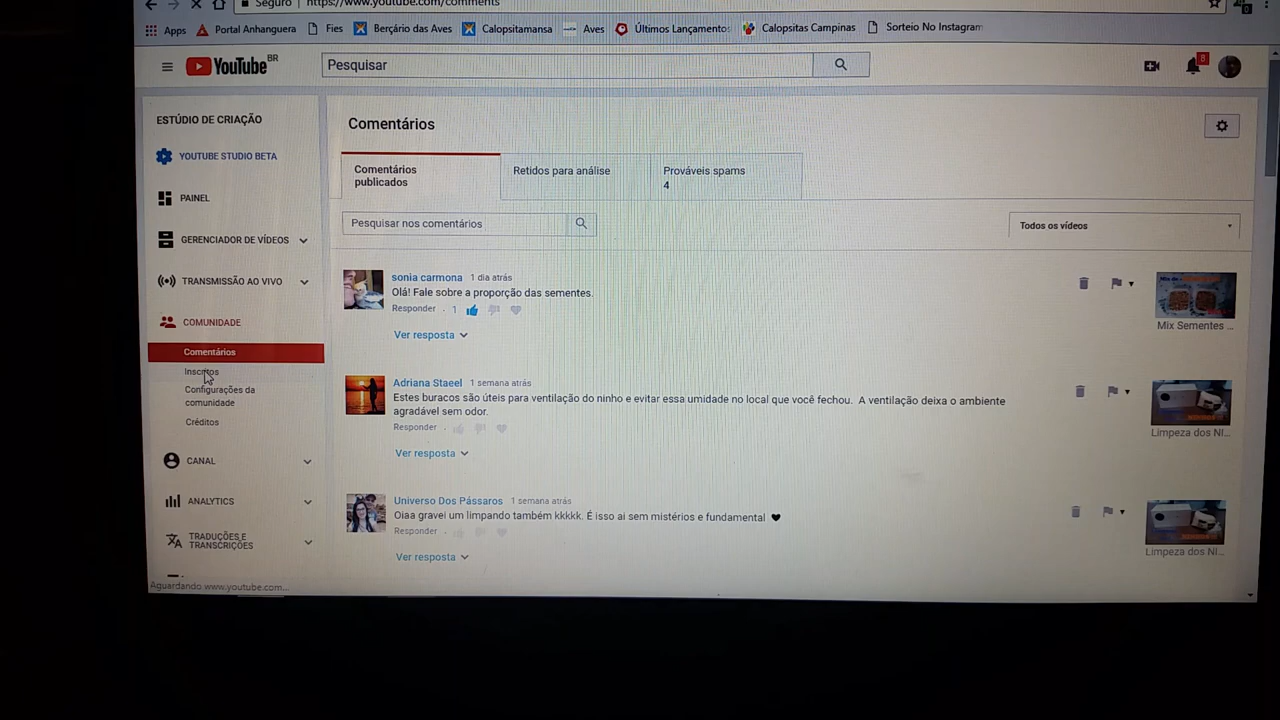 Seguro | https://www.youtube.com/comments
Apps Portal Anhanguera Fies Berçário das Aves Calopsitamansa Aves Últimos Lançamento Calopsitas Campinas Sorteio No Instagram
YouTube BR
Pesquisar
8
ESTÚDIO DE CRIAÇÃO
YOUTUBE STUDIO BETA
PAINEL
GERENCIADOR DE VÍDEOS
TRANSMISSÃO AO VIVO
COMUNIDADE
Comentários
Inscritos
Configurações da
comunidade
Créditos
CANAL
ANALYTICS
TRADUÇÕES E
TRANSCRIÇÕES
Aguardando www.youtube.com...
Comentários
Comentários
publicados
Retidos para análise
Prováveis spams
4
Pesquisar nos comentários
Todos os vídeos
sonia carmona 1 dia atrás
Olá! Fale sobre a proporção das sementes.
Responder · 1
Ver resposta
Mix Sementes ...
Adriana Staeel 1 semana atrás
Estes buracos são úteis para ventilação do ninho e evitar essa umidade no local que você fechou. A ventilação deixa o ambiente
agradável sem odor.
Responder ·
Ver resposta
Limpeza dos NI...
Universo Dos Pássaros 1 semana atrás
Oiaa gravei um limpando também kkkkk. É isso ai sem mistérios e fundamental ♥
Responder ·
Ver resposta
Limpeza dos NI...